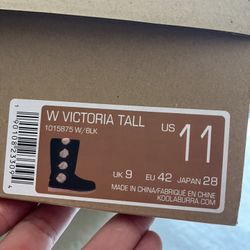 W VICTORIA TALL
1015875 W/BLK
US 11
UK 9 EU 42 JAPAN 28
MADE IN CHINA/FABRIQUÉ EN CHINE
KOOLABURRA.COM